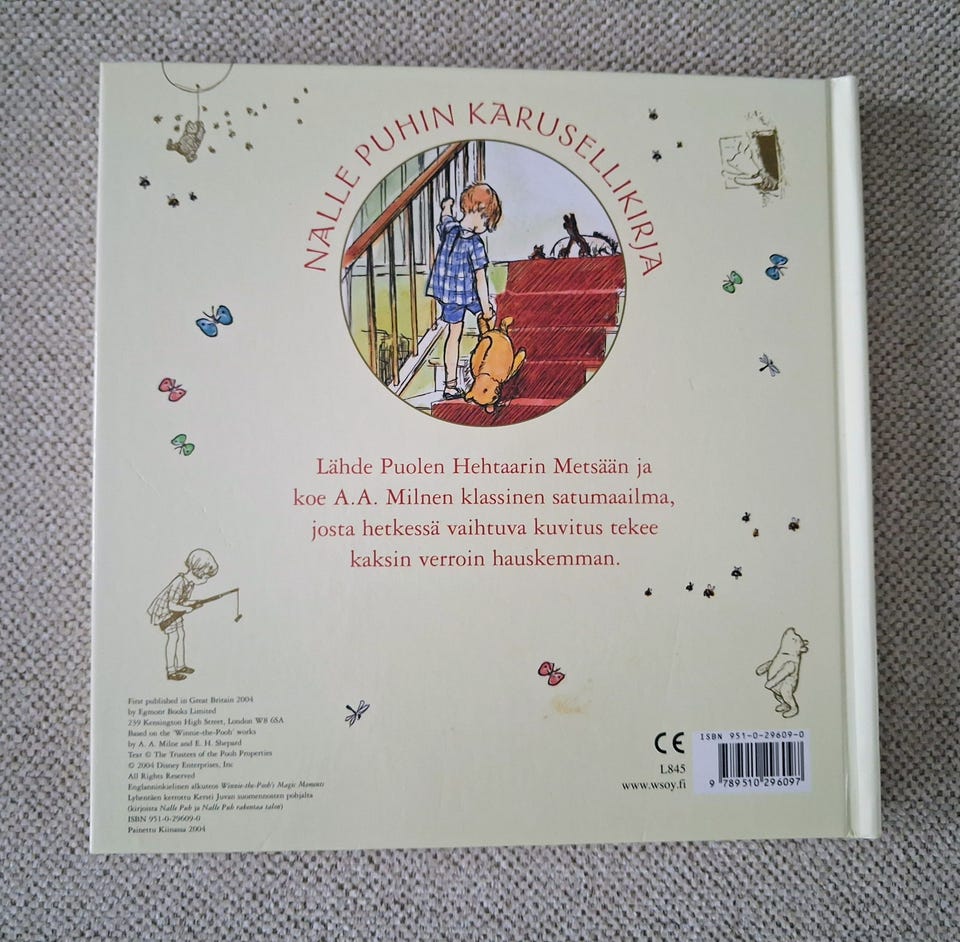 NALLE PUHIN KARUSELLIKIRJA
Lähde Puolen Hehtaarin Metsään ja
koe A.A. Milnen klassinen satumaailma,
josta hetkessä vaihtuva kuvitus tekee
kaksin verroin hauskemman.
First published in Great Britain 2004
by Egmont Books Limited
239 Kensington High Street, London W8 6SA
Based on the 'Winnie-the-Pooh' works
by A. A. Milne and E. H. Shepard
Text © The Trustees of the Pooh Properties
© 2004 Disney Enterprises, Inc
All Rights Reserved
Englanninkielinen alkuteos Winnie-the-Pooh's Magic Moments
Lyhentäen kerrottu Kersti Juvan suomennosten pohjalta
(kirjoista Nalle Puh ja Nalle Puh rakentaa talon)
ISBN 951-0-29609-0
Painettu Kiinassa 2004
CE
L845
www.wsoy.fi
ISBN 951-0-29609-0
9 789510 296097